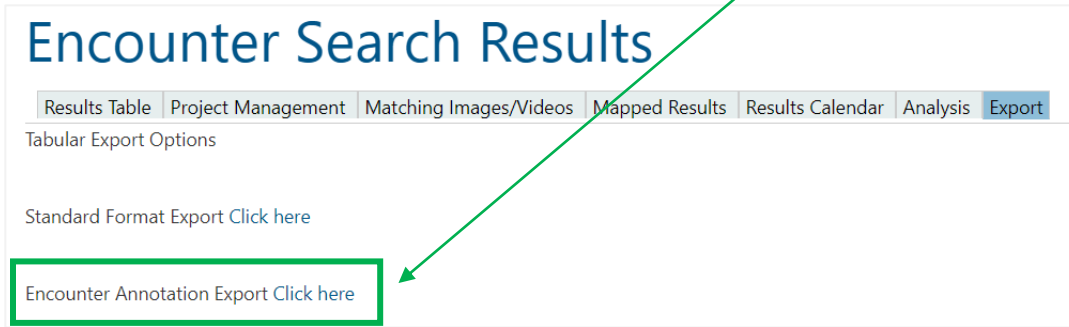 Encounter Search Results
Results Table Project Management Matching Images/Videos Mapped Results Results Calendar Analysis Export
Tabular Export Options
Standard Format Export Click here
Encounter Annotation Export Click here